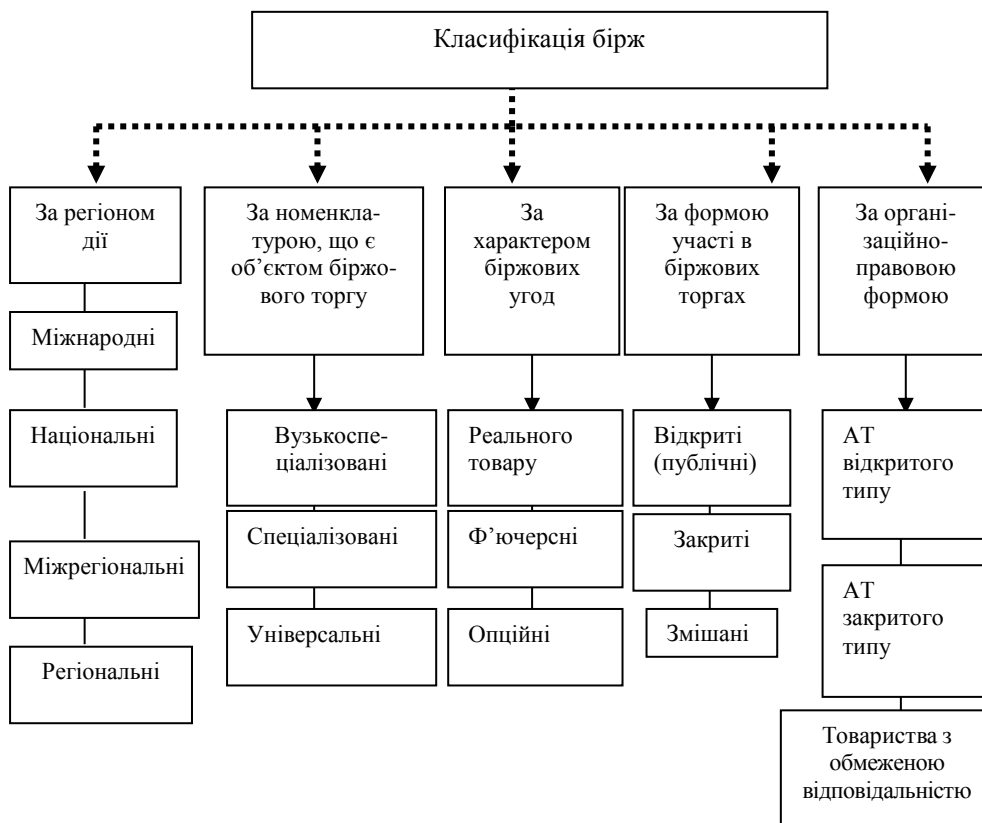 Класифікація бірж
За регіоном
дії
Міжнародні
Національні
Міжрегіональні
Регіональні
За номенкла-
турою, що є
об’єктом біржо-
вого торгу
Вузькоспе-
ціалізовані
Спеціалізовані
Універсальні
За
характером
біржових
угод
Реального
товару
Ф’ючерсні
Опційні
За формою
участі в
біржових
торгах
Відкриті
(публічні)
Закриті
Змішані
За органі-
заційно-
правовою
формою
АТ
відкритого
типу
АТ
закритого
типу
Товариства з
обмеженою
відповідальністю